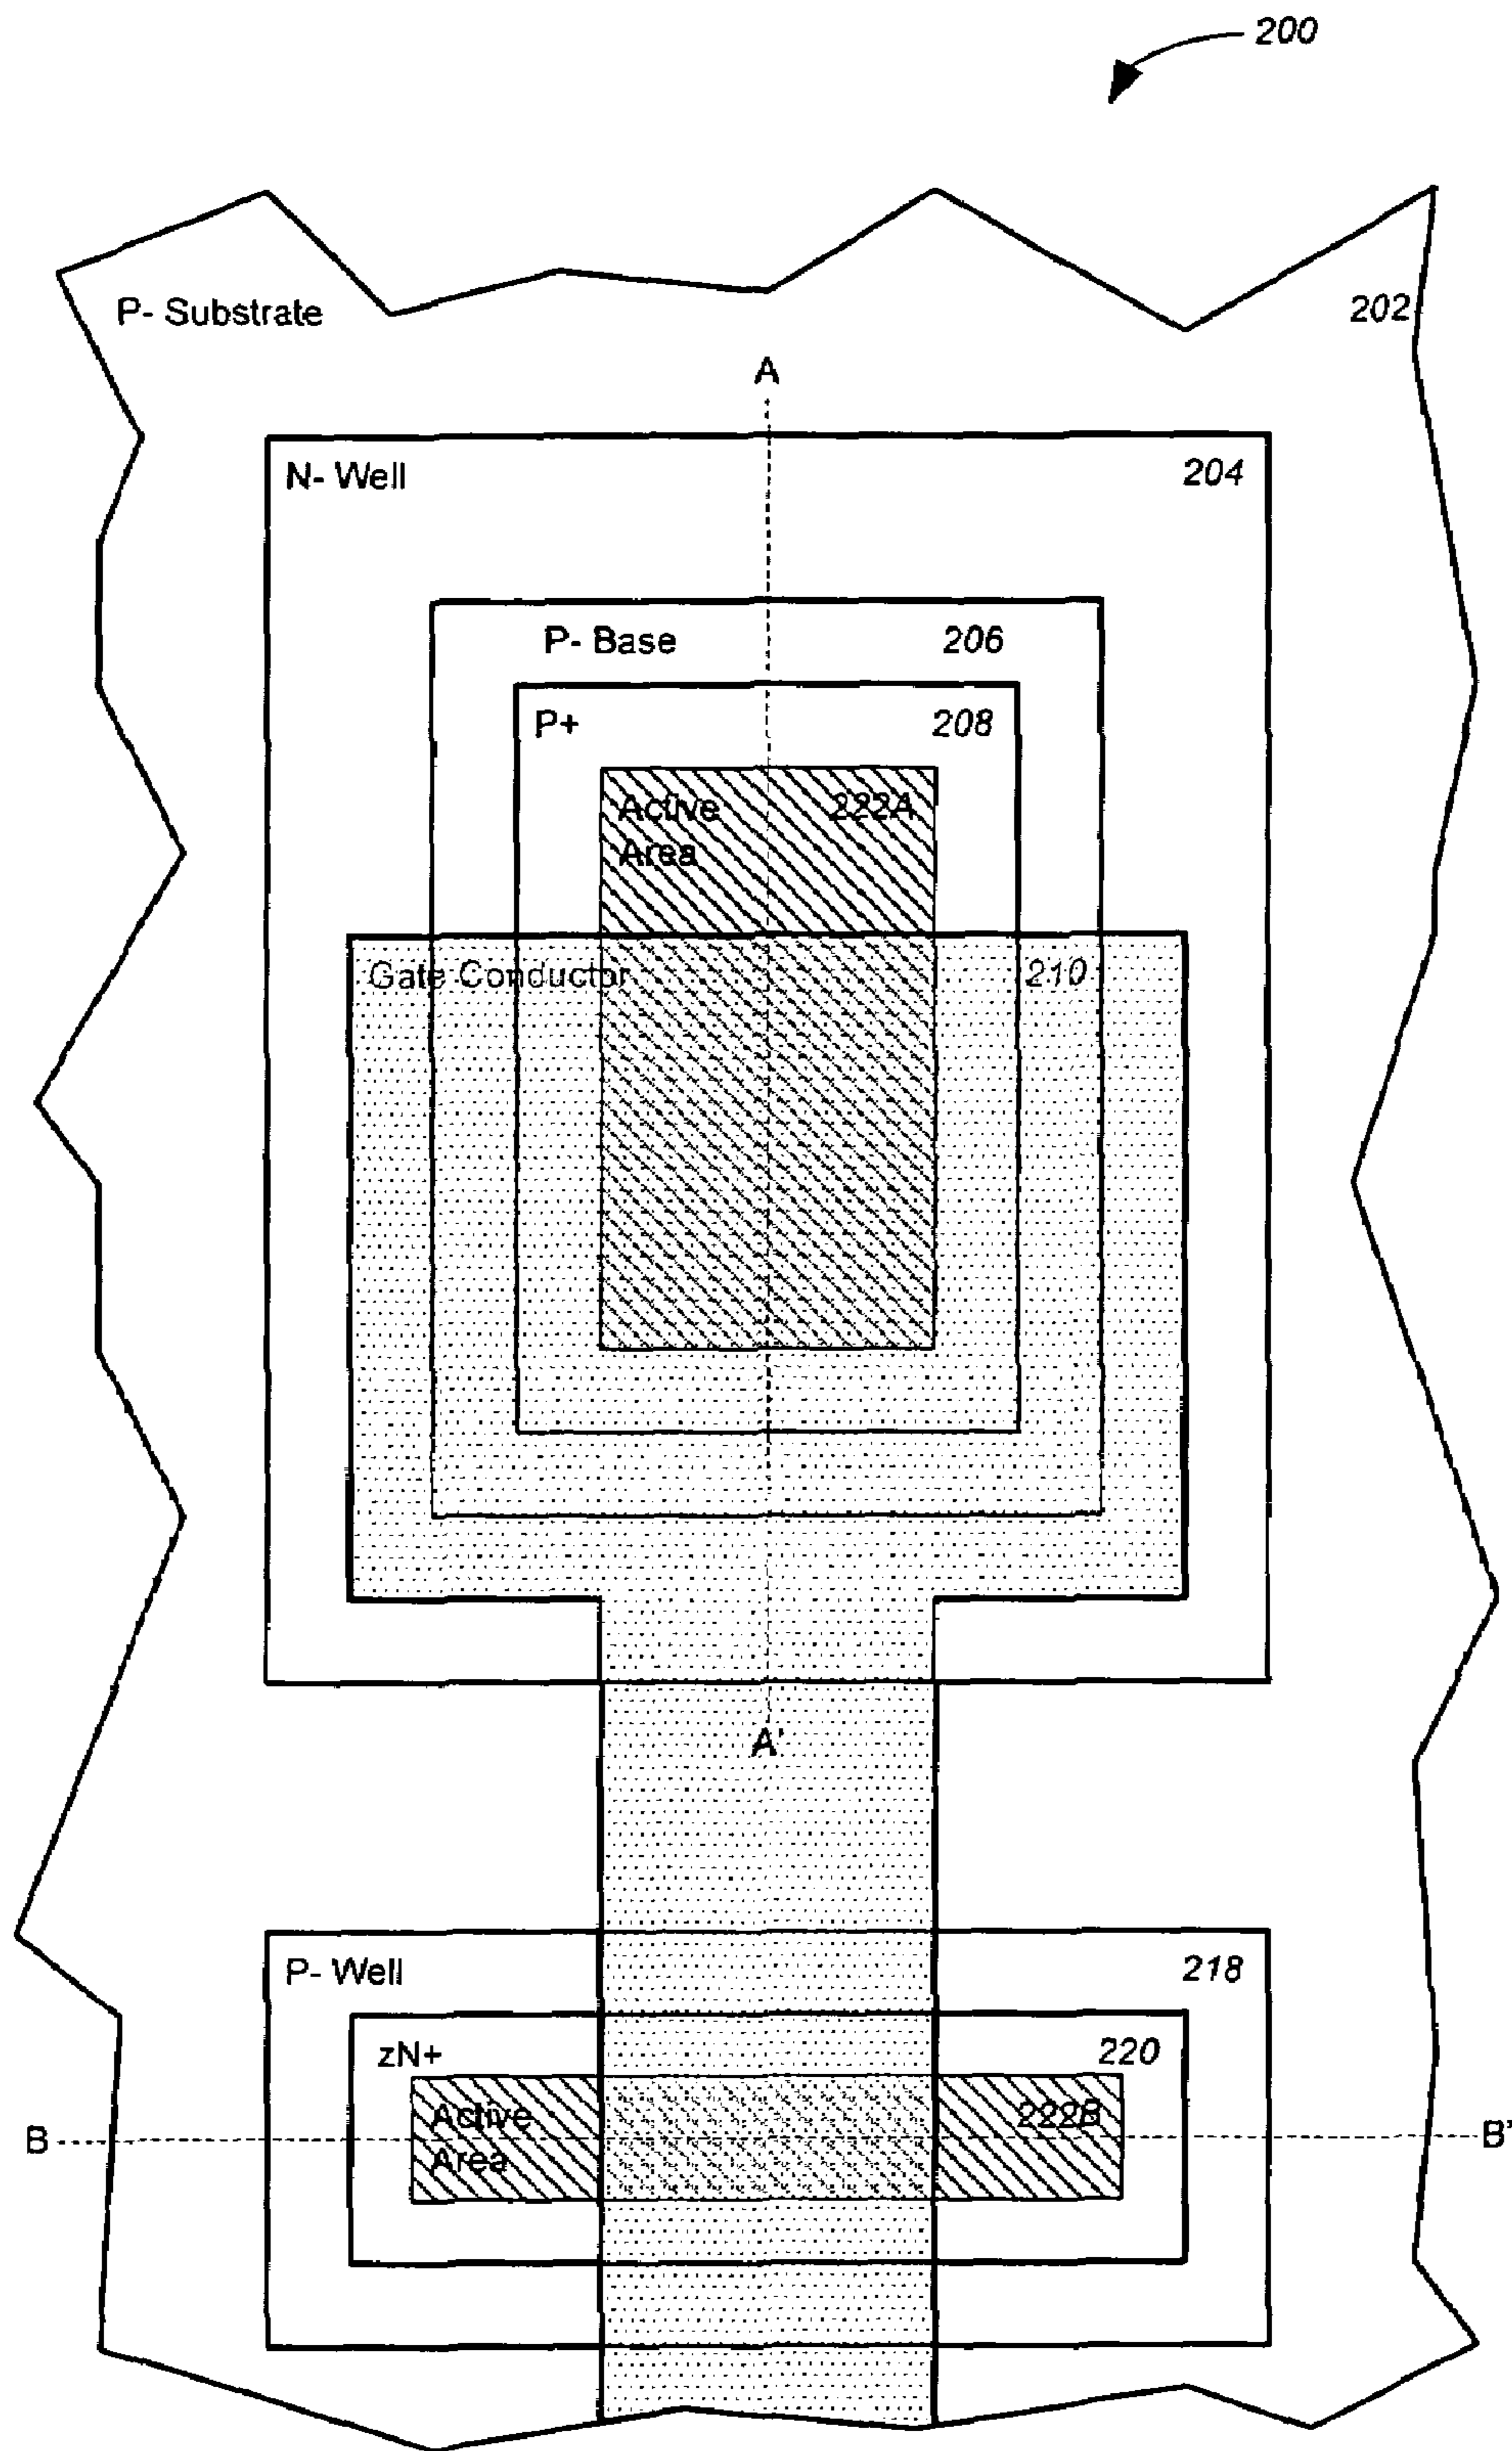 200
P- Substrate 202
A
N- Well 204
P- Base 206
P+ 208
Active 222A
Area
Gate Conductor 210
A'
P- Well 218
zN+ 220
Active 222B
Area
B B'